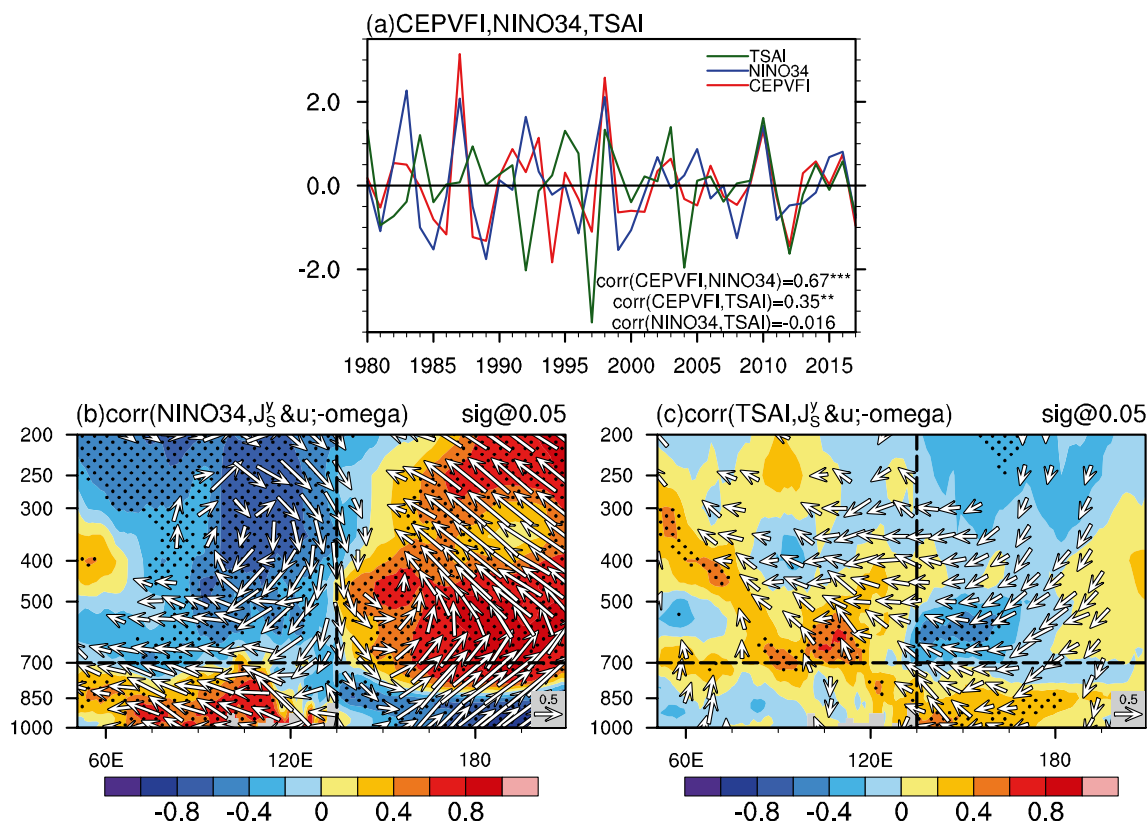 (a)CEPVFI,NINO34,TSAI
TSAI
NINO34
CEPVFI
2.0
0.0
-2.0
corr(CEPVFI,NINO34)=0.67***
corr(CEPVFI,TSAI)=0.35**
corr(NINO34,TSAI)=-0.016
1980 1985 1990 1995 2000 2005 2010 2015
(b)corr(NINO34,J_S^y &u;-omega) sig@0.05
200
250
300
400
500
700
850
1000
0.5
60E 120E 180
-0.8 -0.4 0 0.4 0.8
(c)corr(TSAI,J_S^y &u;-omega) sig@0.05
200
250
300
400
500
700
850
1000
0.5
60E 120E 180
-0.8 -0.4 0 0.4 0.8